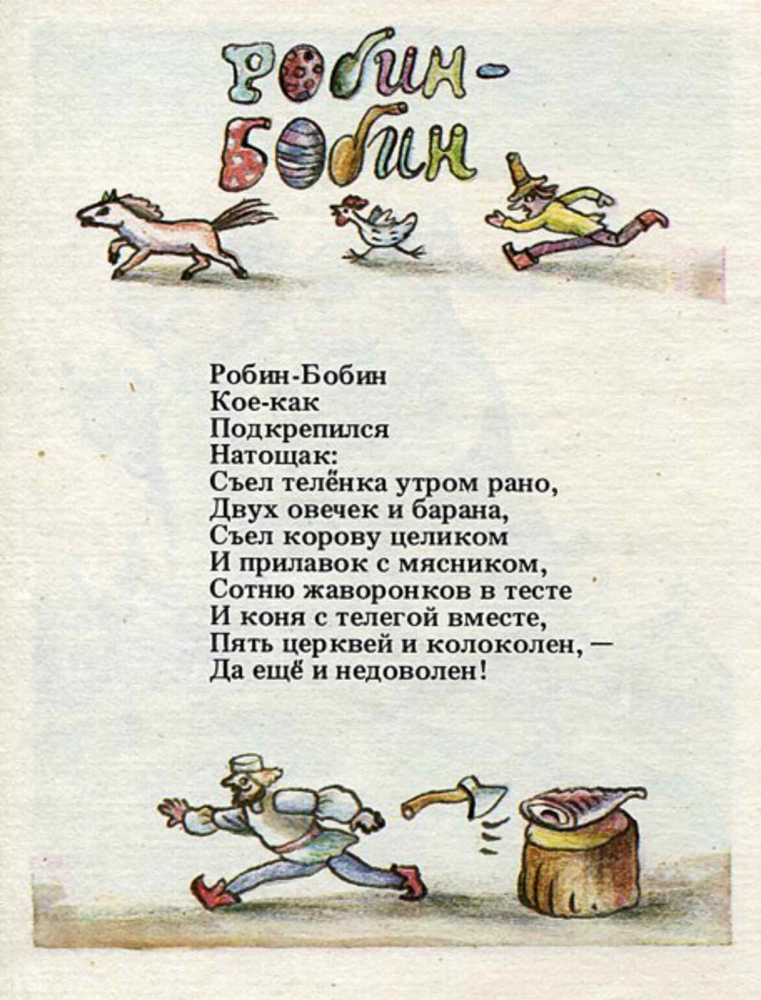 Робин-
Бобин
Робин-Бобин
Кое-как
Подкрепился
Натощак:
Съел телёнка утром рано,
Двух овечек и барана,
Съел корову целиком
И прилавок с мясником,
Сотню жаворонков в тесте
И коня с телегой вместе,
Пять церквей и колоколен, —
Да ещё и недоволен!